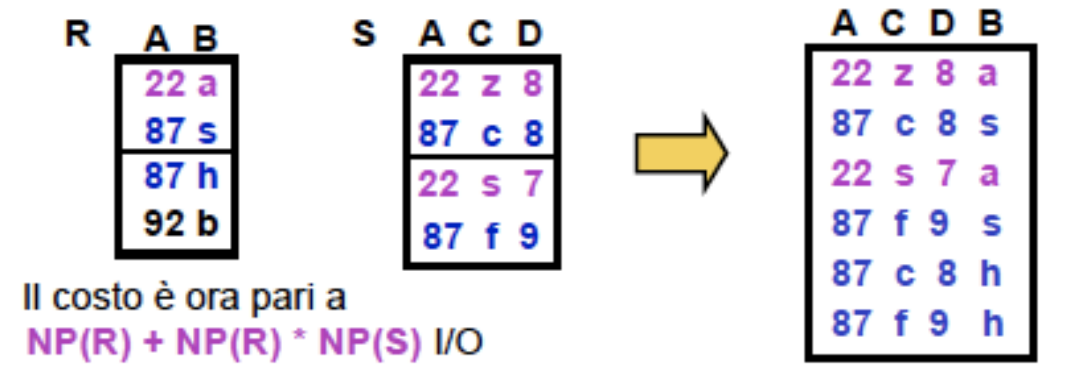 R A B
22 a
87 s
87 h
92 b
S A C D
22 z 8
87 c 8
22 s 7
87 f 9
A C D B
22 z 8 a
87 c 8 s
22 s 7 a
87 f 9 s
87 c 8 h
87 f 9 h
Il costo è ora pari a
NP(R) + NP(R) * NP(S) I/O